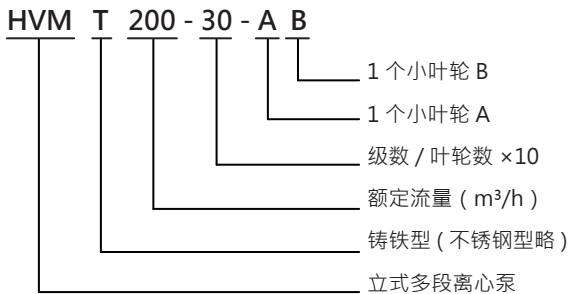 HVM T 200 - 30 - A B
1 个小叶轮 B
1 个小叶轮 A
级数 / 叶轮数 ×10
额定流量 ( m³/h )
铸铁型 ( 不锈钢型略 )
立式多段离心泵